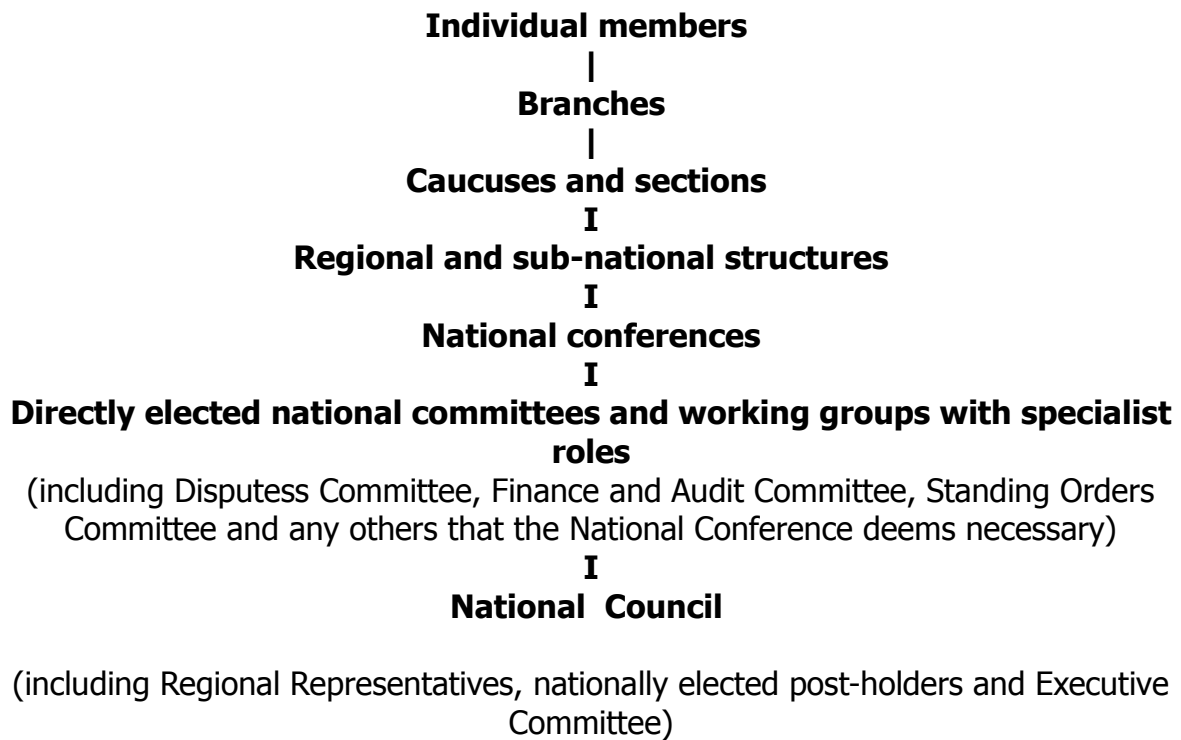 Individual members
|
Branches
|
Caucuses and sections
I
Regional and sub-national structures
I
National conferences
I
Directly elected national committees and working groups with specialist
roles
(including Disputess Committee, Finance and Audit Committee, Standing Orders
Committee and any others that the National Conference deems necessary)
I
National  Council
(including Regional Representatives, nationally elected post-holders and Executive
Committee)